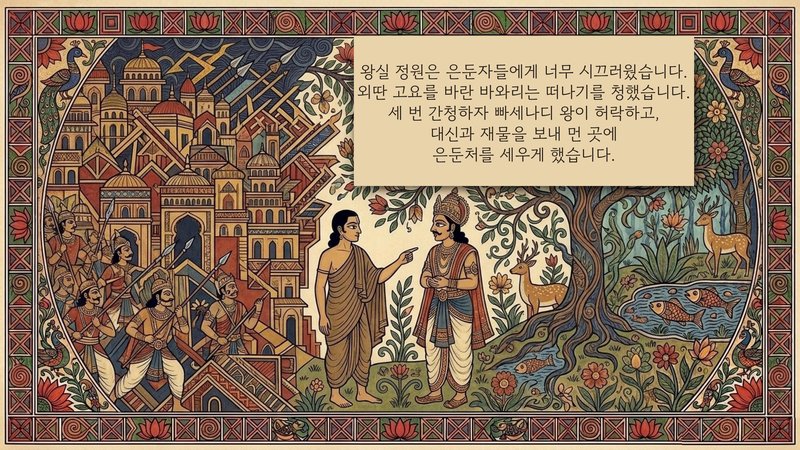 왕실 정원은 은둔자들에게 너무 시끄러웠습니다.
외딴 고요를 바란 바와리는 떠나기를 청했습니다.
세 번 간청하자 빠세나디 왕이 허락하고,
대신과 재물을 보내 먼 곳에
은둔처를 세우게 했습니다.